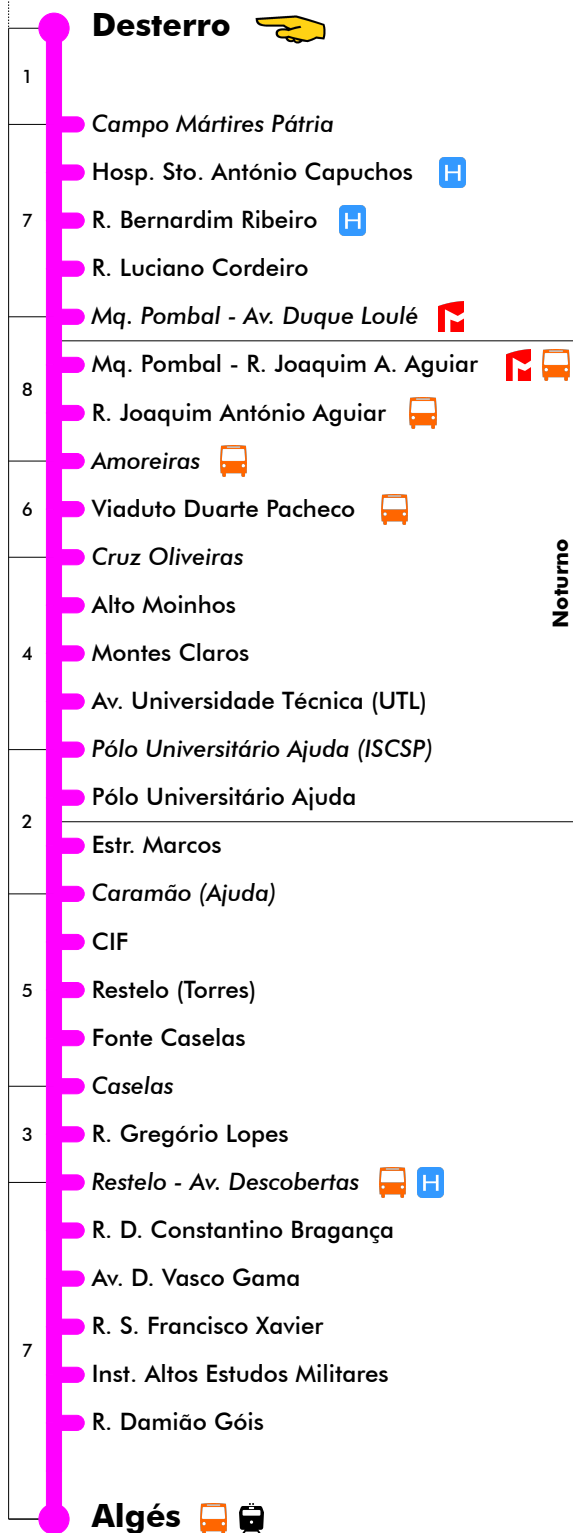 Desterro
1
Campo Mártires Pátria
Hosp. Sto. António Capuchos H
7 R. Bernardim Ribeiro H
R. Luciano Cordeiro
Mq. Pombal - Av. Duque Loulé
Mq. Pombal - R. Joaquim A. Aguiar
8
R. Joaquim António Aguiar
Amoreiras
6 Viaduto Duarte Pacheco
Cruz Oliveiras
Noturno
Alto Moinhos
4 Montes Claros
Av. Universidade Técnica (UTL)
Pólo Universitário Ajuda (ISCSP)
Pólo Universitário Ajuda
2
Estr. Marcos
Caramão (Ajuda)
CIF
5 Restelo (Torres)
Fonte Caselas
Caselas
3 R. Gregório Lopes
Restelo - Av. Descobertas H
R. D. Constantino Bragança
Av. D. Vasco Gama
R. S. Francisco Xavier
7
Inst. Altos Estudos Militares
R. Damião Góis
Algés